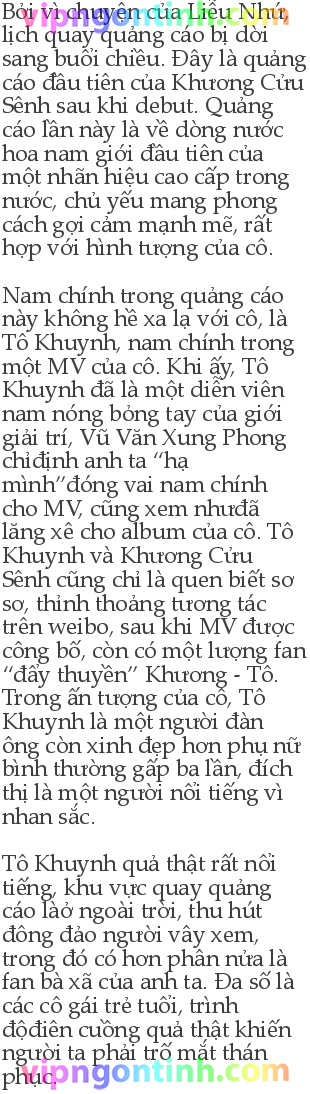 Bởi vì chuyện của Liễu Như,
lịch quay quảng cáo bị dời
sang buổi chiều. Đây là quảng
cáo đầu tiên của Khương Cửu
Sênh sau khi debut. Quảng
cáo lần này là về dòng nước
hoa nam giới đầu tiên của
một nhãn hiệu cao cấp trong
nước, chủ yếu mang phong
cách gợi cảm mạnh mẽ, rất
hợp với hình tượng của cô.
Nam chính trong quảng cáo
này không hề xa lạ với cô, là
Tô Khuynh, nam chính trong
một MV của cô. Khi ấy, Tô
Khuynh đã là một diễn viên
nam nóng bỏng tay của giới
giải trí, Vũ Văn Xung Phong
chỉđịnh anh ta “hạ
mình”đóng vai nam chính
cho MV, cũng xem nhưđã
lăng xê cho album của cô. Tô
Khuynh và Khương Cửu
Sênh cũng chỉ là quen biết sơ
sơ, thỉnh thoảng tương tác
trên weibo, sau khi MV được
công bố, còn có một lượng fan
“đẩy thuyền” Khương - Tô.
Trong ấn tượng của cô, Tô
Khuynh là một người đàn
ông còn xinh đẹp hơn phụ nữ
bình thường gấp ba lần, đích
thị là một người nổi tiếng vì
nhan sắc.
Tô Khuynh quả thật rất nổi
tiếng, khu vực quay quảng
cáo làở ngoài trời, thu hút
đông đảo người vây xem,
trong đó có hơn phân nửa là
fan bà xã của anh ta. Đa số là
các cô gái trẻ tuổi, trình
độđiên cuồng quả thật khiến
người ta phải trố mắt thán
phục.
vipngontinh.com
vipngontinh.com